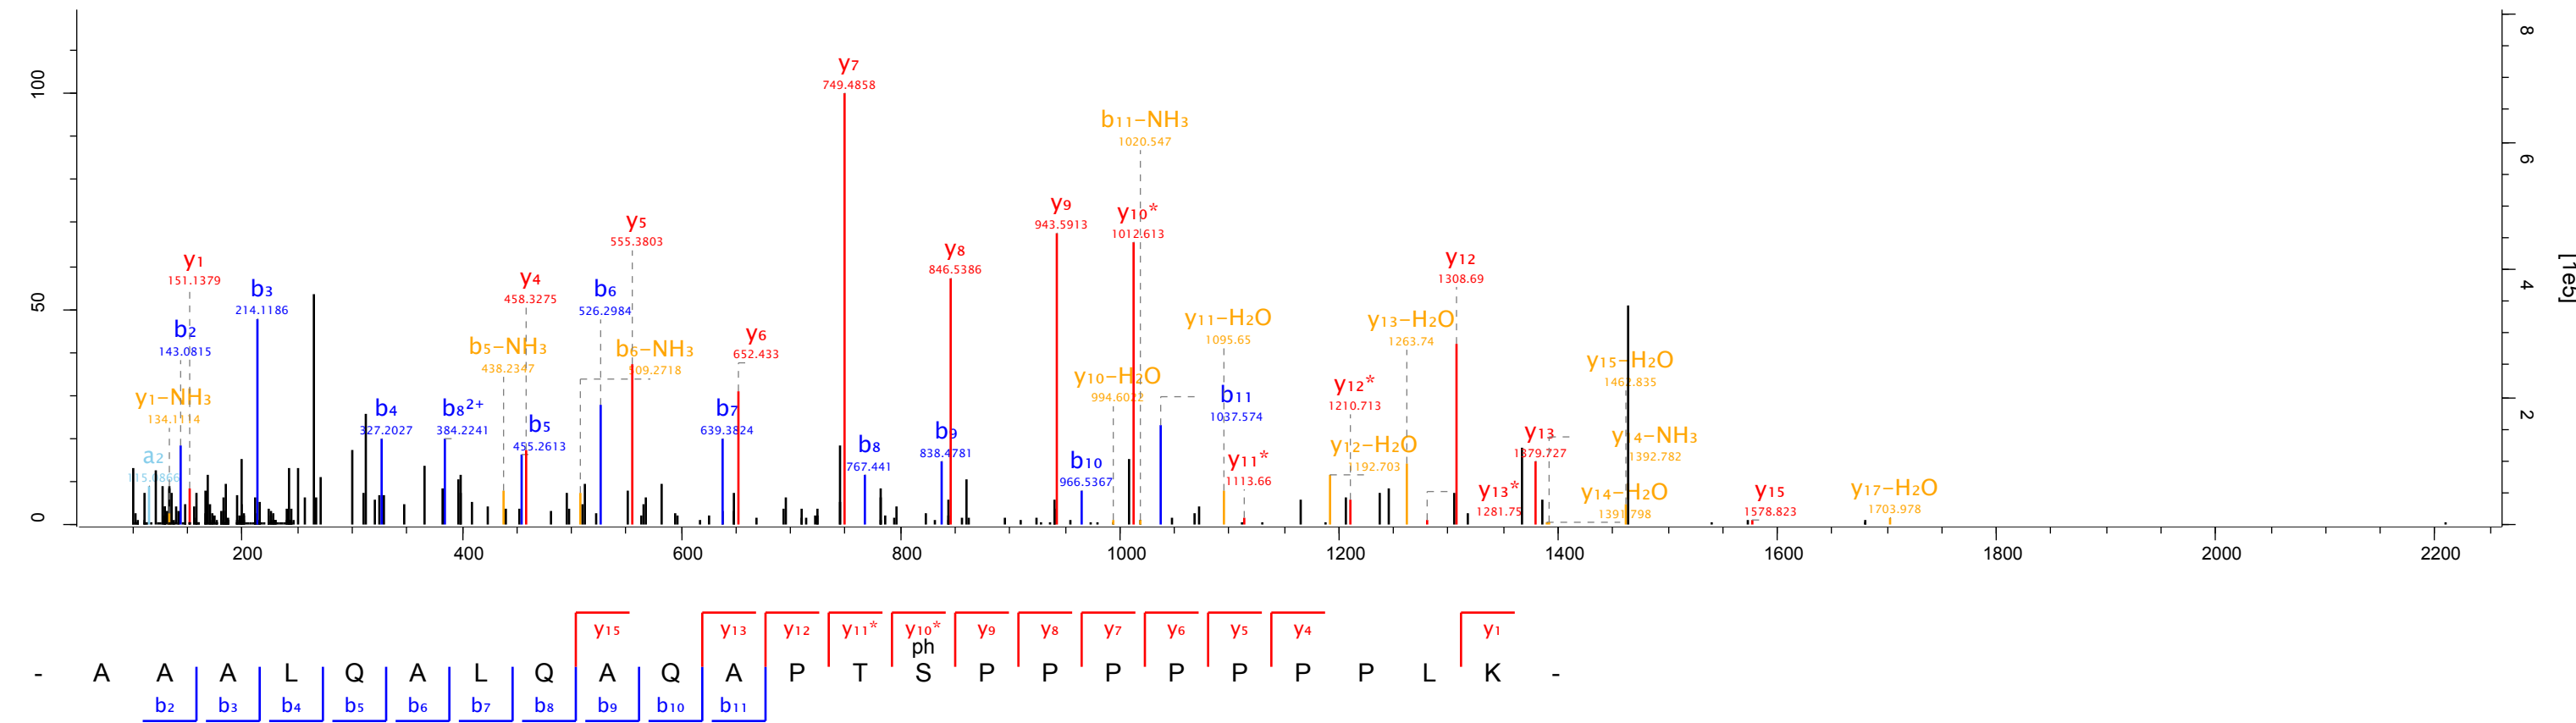 100
50
0
8
6
4
2
[1e5]
y₇
749.4858
b₁₁-NH₃
1020.547
y₉
943.5913
y₁₀*
1012.613
y₅
555.3803
y₈
846.5386
y₁
151.1379
y₁₂
1308.69
y₄
458.3275
b₃
214.1186
b₆
526.2984
b₂
143.0815
y₆
652.433
b₅-NH₃
438.2347
b₆-NH₃
509.2718
y₁₁-H₂O
1095.65
y₁₃-H₂O
1263.74
y₁₅-H₂O
1462.835
y₁₀-H₂O
994.6022
y₁₂*
1210.713
b₁₁
1037.574
y₁-NH₃
134.1114
b₄
327.2027
b₈²⁺
384.2241
b₅
455.2613
b₇
639.3824
b₈
767.441
b₉
838.4781
y₁₂-H₂O
1192.703
y₁₃
1379.727
y₁₄-NH₃
1392.782
a₂
115.0866
b₁₀
966.5367
y₁₁*
1113.66
y₁₃*
1281.75
y₁₄-H₂O
1391.798
y₁₅
1578.823
y₁₇-H₂O
1703.978
200 400 600 800 1000 1200 1400 1600 1800 2000 2200
y₁₅ y₁₃ y₁₂ y₁₁* y₁₀* y₉ y₈ y₇ y₆ y₅ y₄ y₁
ph
- A A A L Q A L Q A Q A P T S P P P P P P P L K -
b₂ b₃ b₄ b₅ b₆ b₇ b₈ b₉ b₁₀ b₁₁